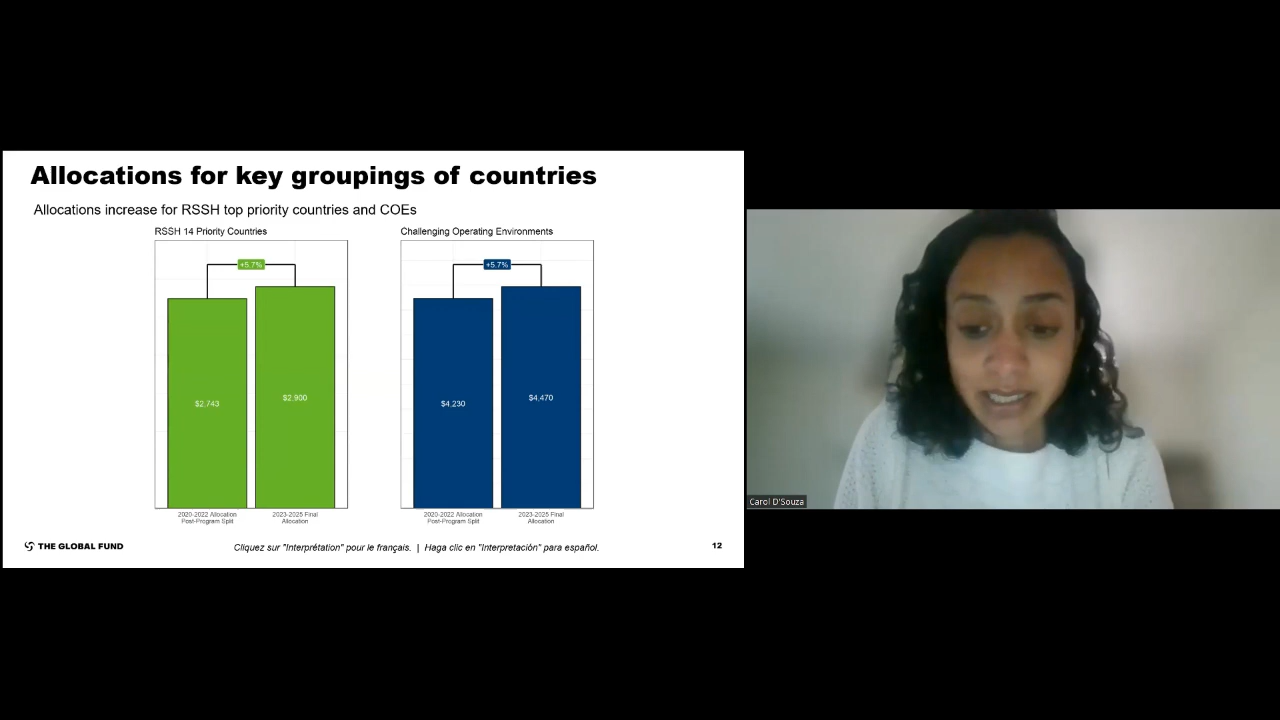 Allocations for key groupings of countries
Allocations increase for RSSH top priority countries and COEs
RSSH 14 Priority Countries
+5.7%
$2,743
$2,900
2020-2022 Allocation
Post-Program Split
2023-2025 Final
Allocation
Challenging Operating Environments
+5.7%
$4,230
$4,470
2020-2022 Allocation
Post-Program Split
2023-2025 Final
Allocation
THE GLOBAL FUND
Cliquez sur "Interprétation" pour le français. | Haga clic en "Interpretación" para español.
12
Carol D'Souza